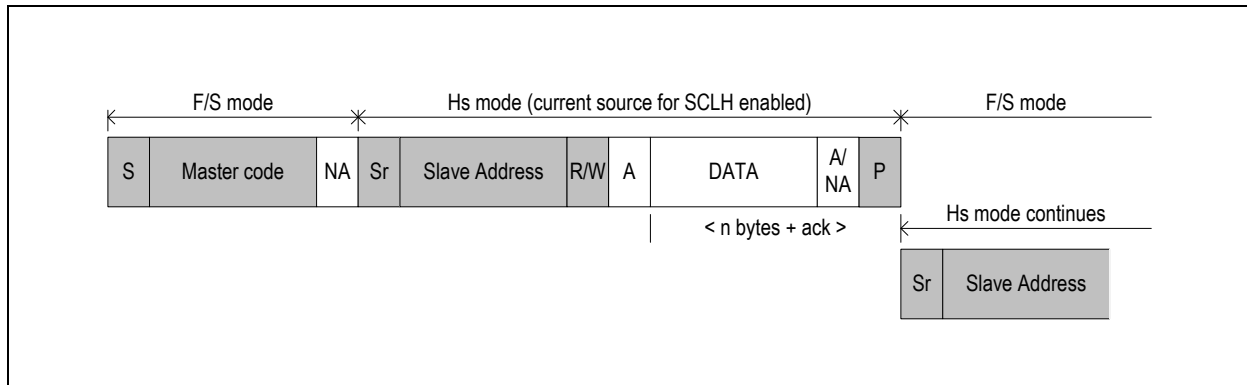 F/S mode
Hs mode (current source for SCLH enabled)
F/S mode
S
Master code
NA
Sr
Slave Address
R/W
A
DATA
A/
NA
P
< n bytes + ack >
Hs mode continues
Sr
Slave Address